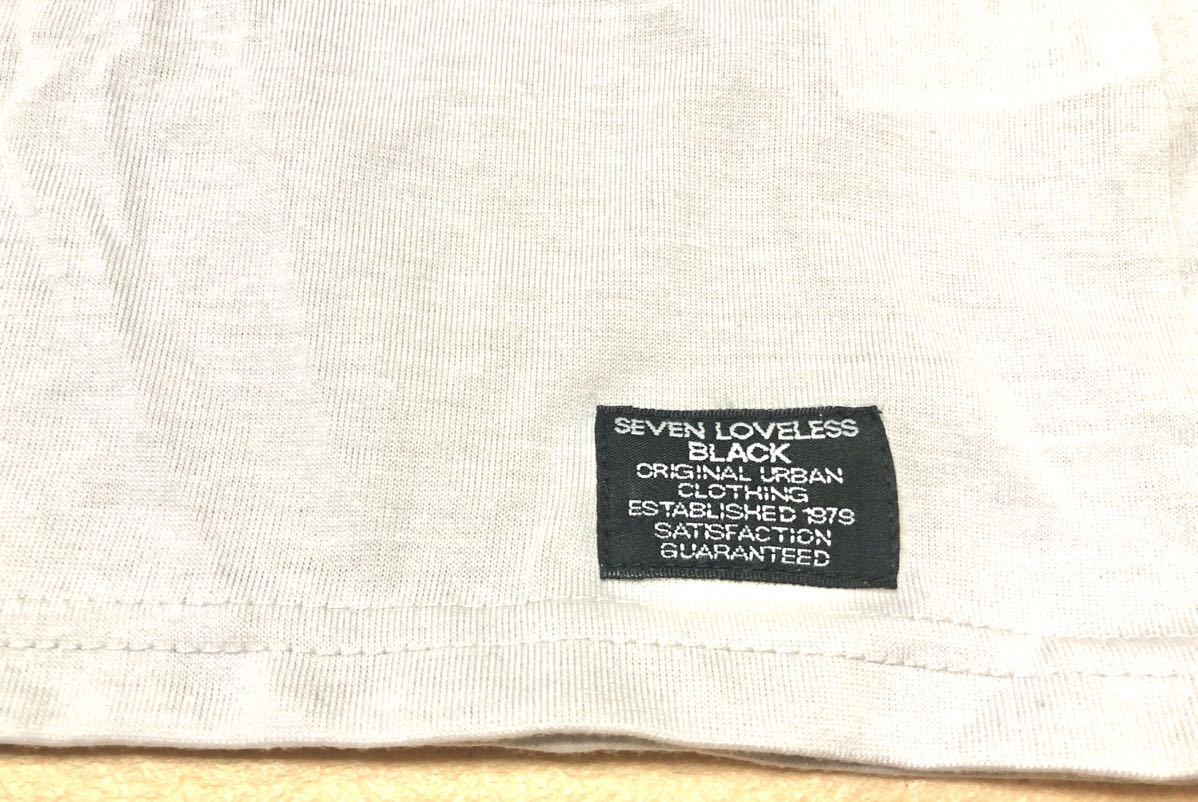 SEVEN LOVELESS
BLACK
ORIGINAL URBAN
CLOTHING
ESTABLISHED 1979
SATISFACTION
GUARANTEED